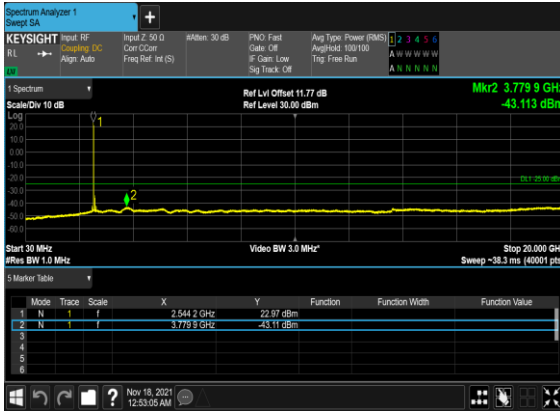 Spectrum Analyzer 1
Swept SA
KEYSIGHT Input: RF Input Z: 50 Ω #Atten: 30 dB PNO: Fast Avg Type: Power (RMS) 1 2 3 4 5 6
RL Coupling: DC Corr CCorr Gate: Off Avg|Hold: 100/100 A W W W W W
Align: Auto Freq Ref: Int (S) IF Gain: Low Trig: Free Run
Sig Track: Off A N N N N N
1 Spectrum
Ref Lvl Offset 11.77 dB Mkr2 3.779 9 GHz
Scale/Div 10 dB Ref Level 30.00 dBm -43.113 dBm
Log
20.0
10.0
0.00
-10.0
-20.0
-30.0
-40.0
-50.0
-60.0
1
2
DL1 -25.00 dBm
Start 30 MHz Video BW 3.0 MHz* Stop 20.000 GHz
#Res BW 1.0 MHz Sweep ~38.3 ms (40001 pts)
5 Marker Table
Mode Trace Scale X Y Function Function Width Function Value
1 N 1 f 2.544 2 GHz 22.97 dBm
2 N 1 f 3.779 9 GHz -43.11 dBm
3
4
5
6
Nov 18, 2021
12:53:05 AM